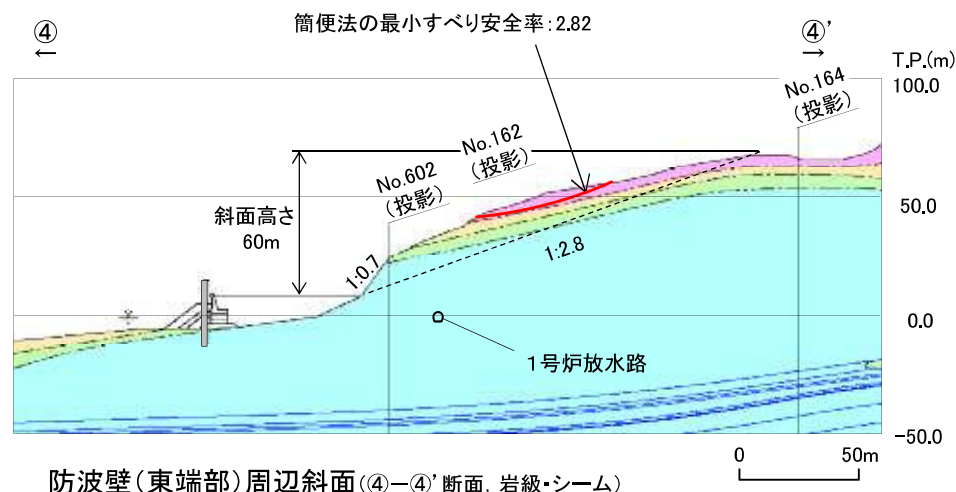 簡便法の最小すべり安全率：2.82
④
←
④’
→
T.P.(m)
100.0
No.164
（投影）
No.162
（投影）
No.602
（投影）
斜面高さ
60m
50.0
1:0.7
1:2.8
0.0
1号炉放水路
-50.0
防波壁（東端部）周辺斜面（④－④’断面，岩級・シーム）
0
50m